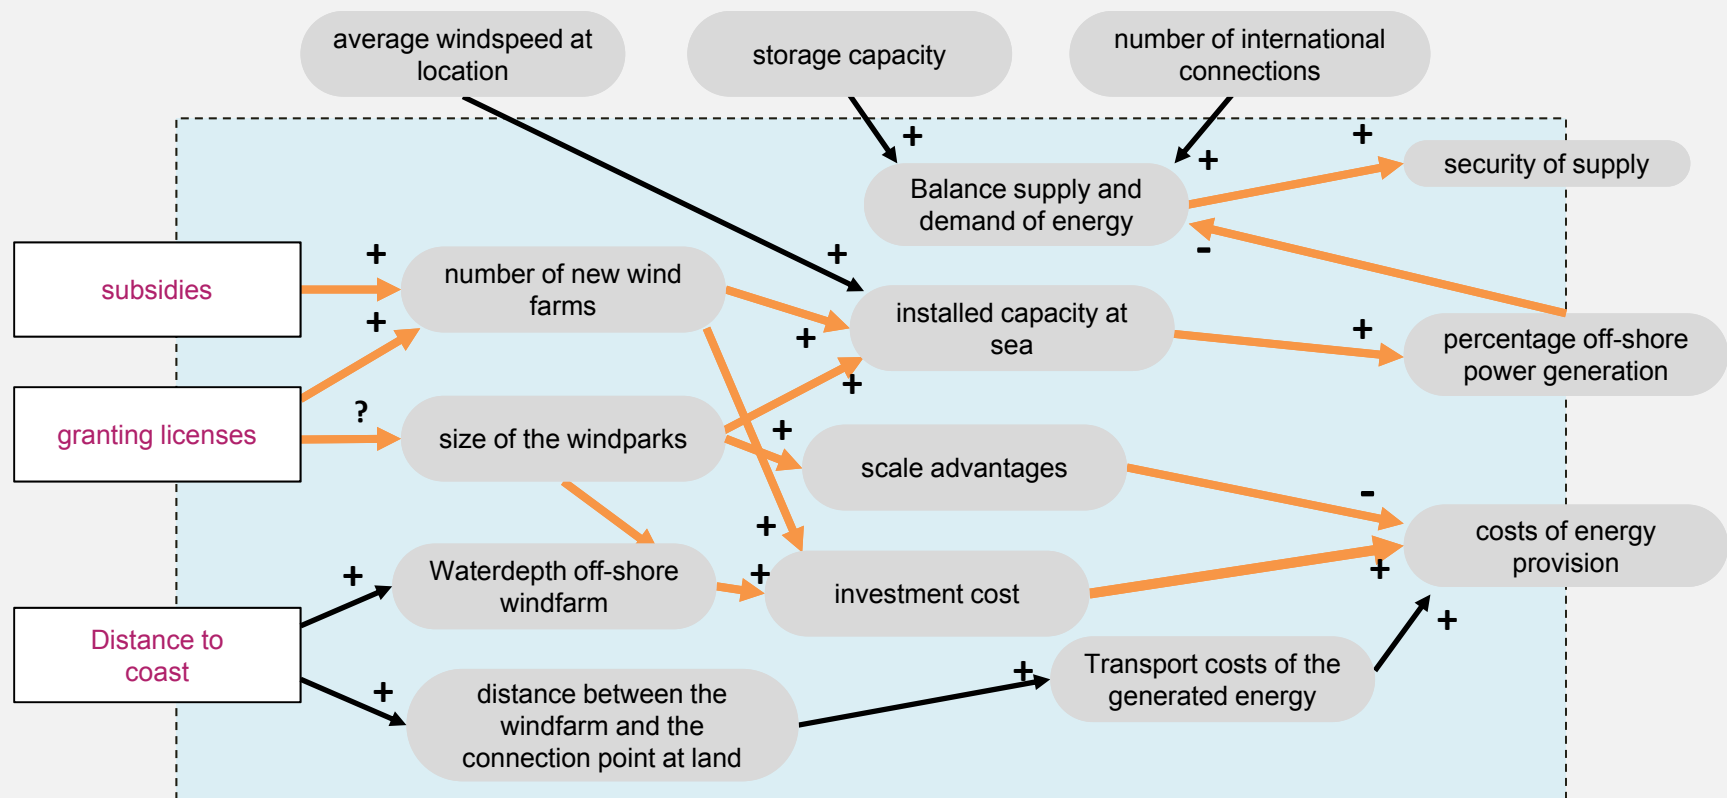 average windspeed at
location
storage capacity
number of international
connections
+
+
+
security of supply
Balance supply and
demand of energy
-
subsidies
+
+
number of new wind
farms
+
installed capacity at
sea
+
+
+
percentage off-shore
power generation
granting licenses
?
size of the windparks
+
scale advantages
-
costs of energy
provision
+
+
Distance to
coast
+
Waterdepth off-shore
windfarm
+
investment cost
+
+
distance between the
windfarm and the
connection point at land
+
Transport costs of the
generated energy